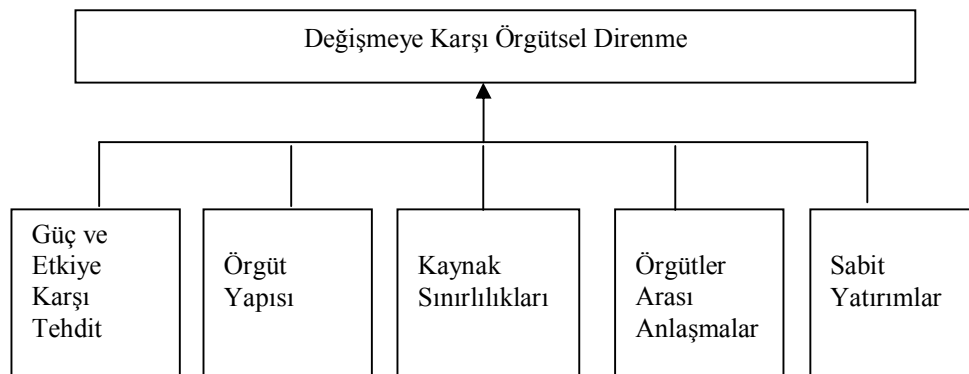 Değişmeye Karşı Örgütsel Direnme
Güç ve
Etkiye
Karşı
Tehdit
Örgüt
Yapısı
Kaynak
Sınırlılıkları
Örgütler
Arası
Anlaşmalar
Sabit
Yatırımlar